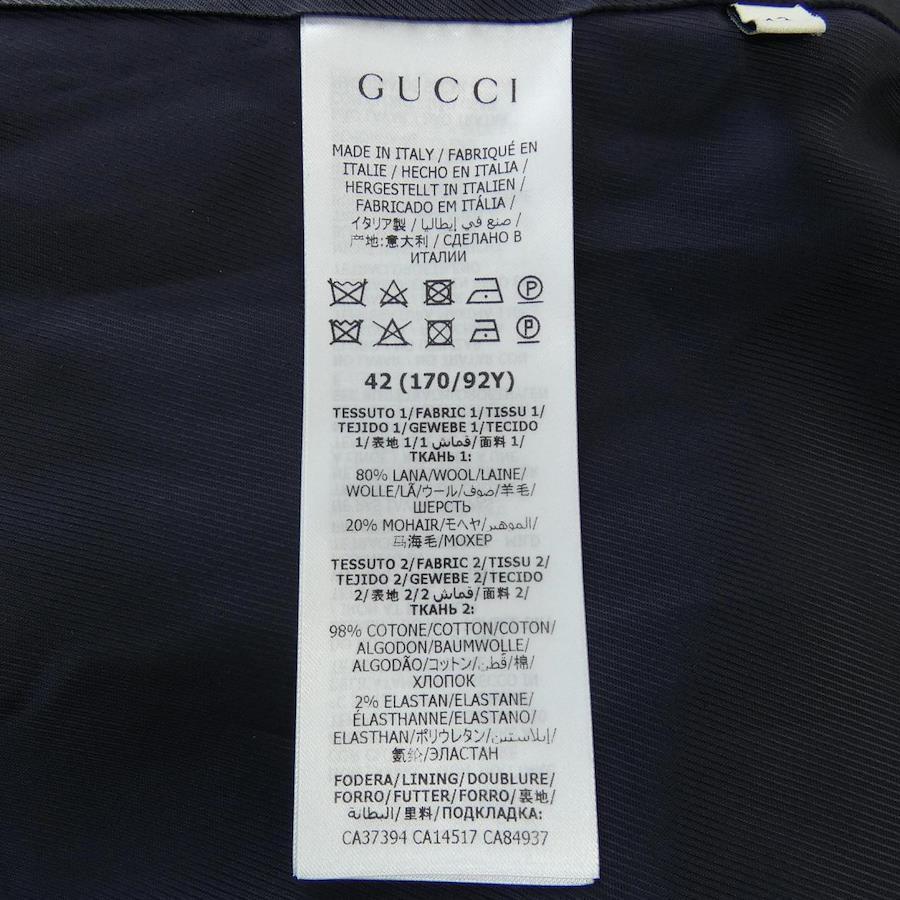 GUCCI
MADE IN ITALY / FABRIQUÉ EN
ITALIE / HECHO EN ITALIA /
HERGESTELLT IN ITALIEN /
FABRICADO EM ITÁLIA /
イタリア製 / صنع في إيطاليا /
产地:意大利 / СДЕЛАНО В
ИТАЛИИ
P
P
42 (170/92Y)
TESSUTO 1/FABRIC 1/TISSU 1/
TEJIDO 1/GEWEBE 1/TECIDO
1/表地 1/قماش 1/面料 1/
ТКАНЬ 1:
80% LANA/WOOL/LAINE/
WOLLE/LÃ/ウール/صوف/羊毛/
ШЕРСТЬ
20% MOHAIR/モヘヤ/الموهير/
马海毛/МОХЕР
TESSUTO 2/FABRIC 2/TISSU 2/
TEJIDO 2/GEWEBE 2/TECIDO
2/表地 2/قماش 2/面料 2/
ТКАНЬ 2:
98% COTONE/COTTON/COTON/
ALGODON/BAUMWOLLE/
ALGODÃO/コットン/قطن/棉/
ХЛОПОК
2% ELASTAN/ELASTANE/
ÉLASTHANNE/ELASTANO/
ELASTHAN/ポリウレタン/إيلاستين/
氨纶/ЭЛАСТАН
FODERA/LINING/DOUBLURE/
FORRO/FUTTER/FORRO/裏地/
البطانة/里料/ПОДКЛАДКА:
CA37394 CA14517 CA84937